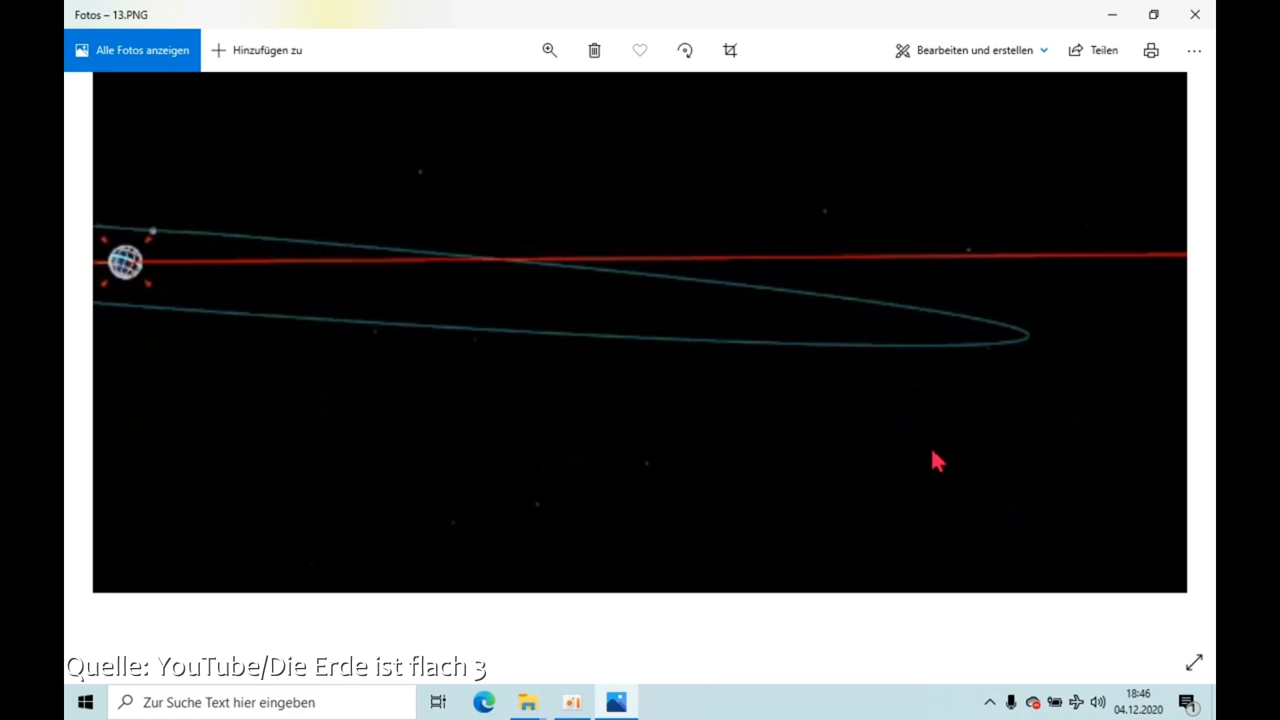 Fotos – 13.PNG
Alle Fotos anzeigen
Hinzufügen zu
Bearbeiten und erstellen
Teilen
Quelle: YouTube/Die Erde ist flach 3
Zur Suche Text hier eingeben
18:46
04.12.2020
1